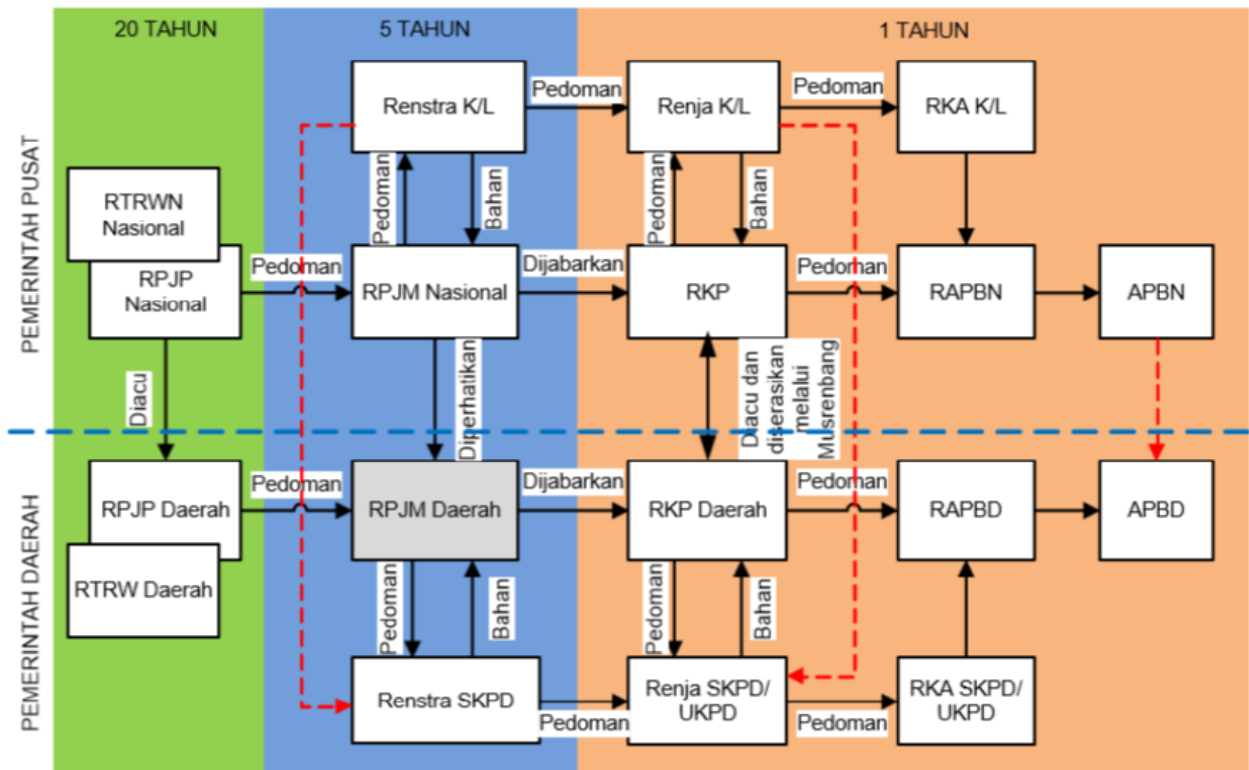 20 TAHUN
5 TAHUN
1 TAHUN
PEMERINTAH PUSAT
Renstra K/L
Pedoman
Renja K/L
Pedoman
RKA K/L
Pedoman
Bahan
Pedoman
Bahan
RTRWN
Nasional
RPJP
Nasional
Pedoman
RPJM Nasional
Dijabarkan
RKP
Pedoman
RAPBN
APBN
Diacu
Diperhatikan
Diacu dan
diserasikan
melalui
Musrenbang
PEMERINTAH DAERAH
RPJP Daerah
Pedoman
RPJM Daerah
Dijabarkan
RKP Daerah
Pedoman
RAPBD
APBD
RTRW Daerah
Pedoman
Bahan
Pedoman
Bahan
Renstra SKPD
Pedoman
Renja SKPD/
UKPD
Pedoman
RKA SKPD/
UKPD